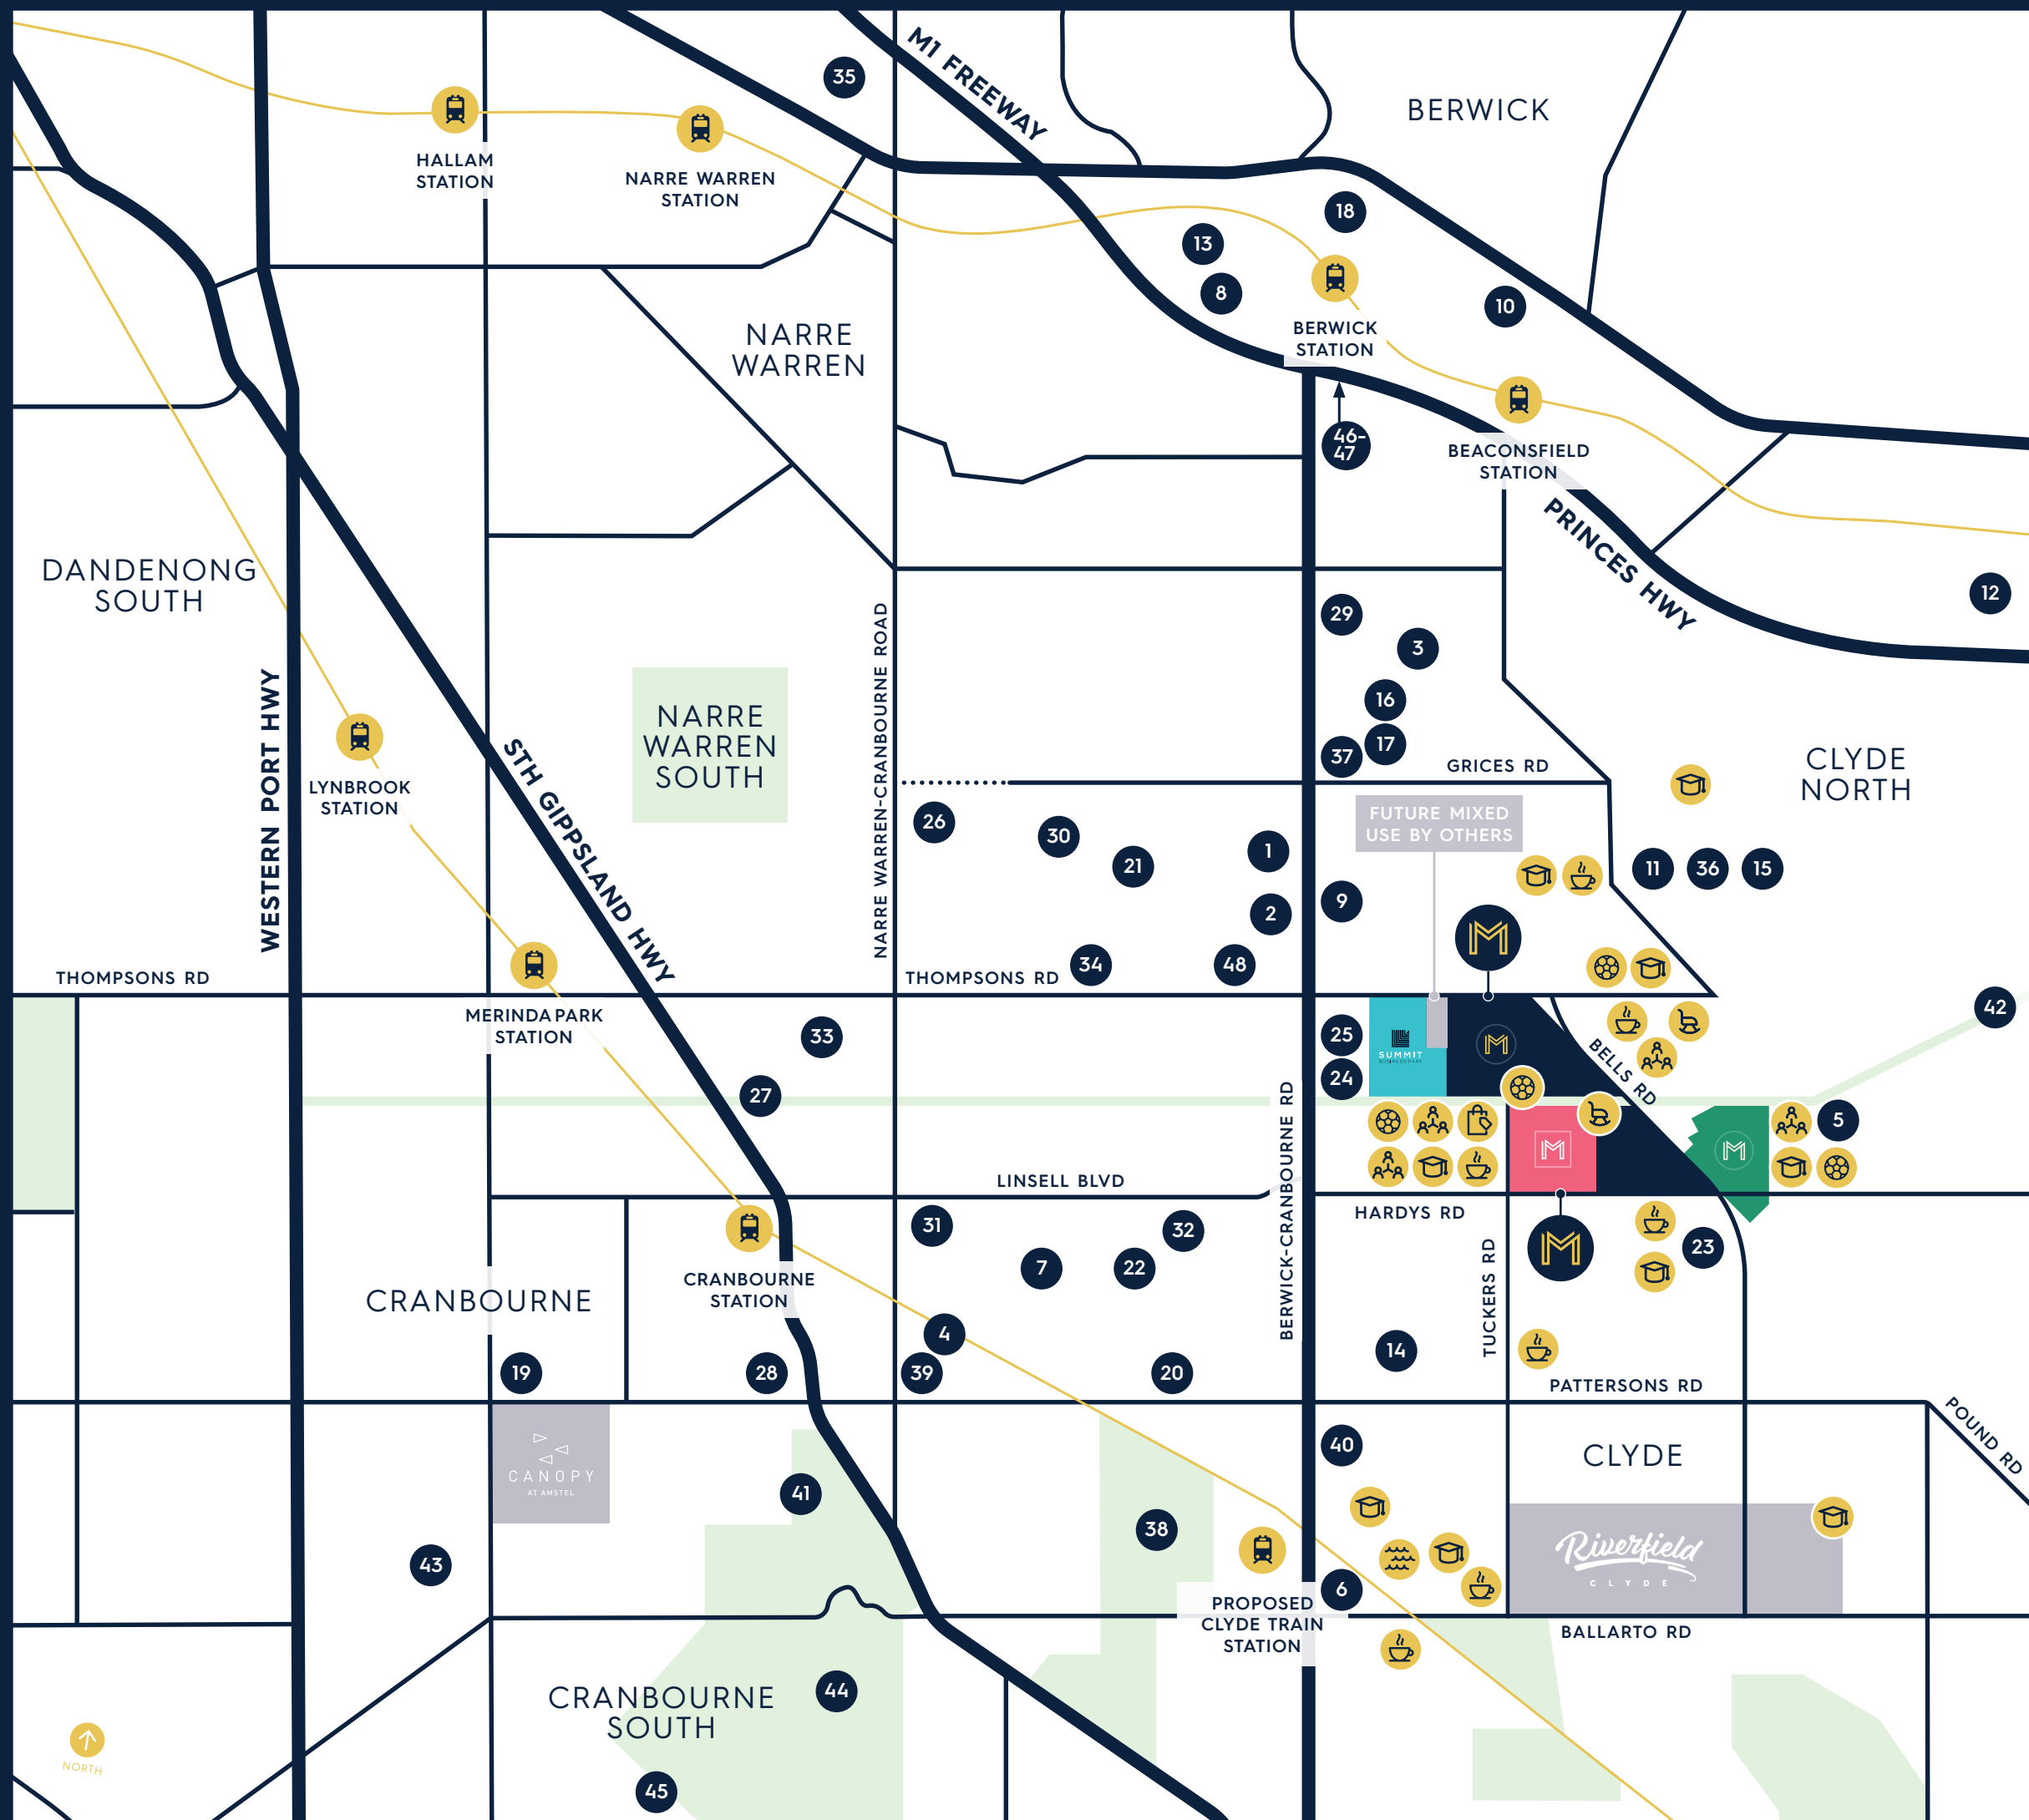 M1 FREEWAY
35
BERWICK
HALLAM
STATION
NARRE WARREN
STATION
18
13
8
10
BERWICK
STATION
NARRE
WARREN
46-
47
BEACONSFIELD
STATION
PRINCES HWY
DANDENONG
SOUTH
12
29
3
16
17
37
NARRE
WARREN
SOUTH
NARRE WARREN-CRANBOURNE ROAD
WESTERN PORT HWY
STH GIPPSLAND HWY
LYNBROOK
STATION
GRICES RD
CLYDE
NORTH
FUTURE MIXED
USE BY OTHERS
26
30
21
1
2
9
11
36
15
M
34
48
THOMPSONS RD
THOMPSONS RD
MERINDA PARK
STATION
33
27
25
24
SUMMIT
BUSINESS PARK
M
42
BELLS RD
BERWICK-CRANBOURNE RD
M
M
5
LINSELL BLVD
HARDYS RD
TUCKERS RD
M
23
31
32
7
22
CRANBOURNE
STATION
CRANBOURNE
4
19
28
39
20
14
PATTERSONS RD
POUND RD
CANOPY
AT AMSTEL
40
CLYDE
41
38
43
Riverfield
CLYDE
6
PROPOSED
CLYDE TRAIN
STATION
BALLARTO RD
CRANBOURNE
SOUTH
44
45
NORTH